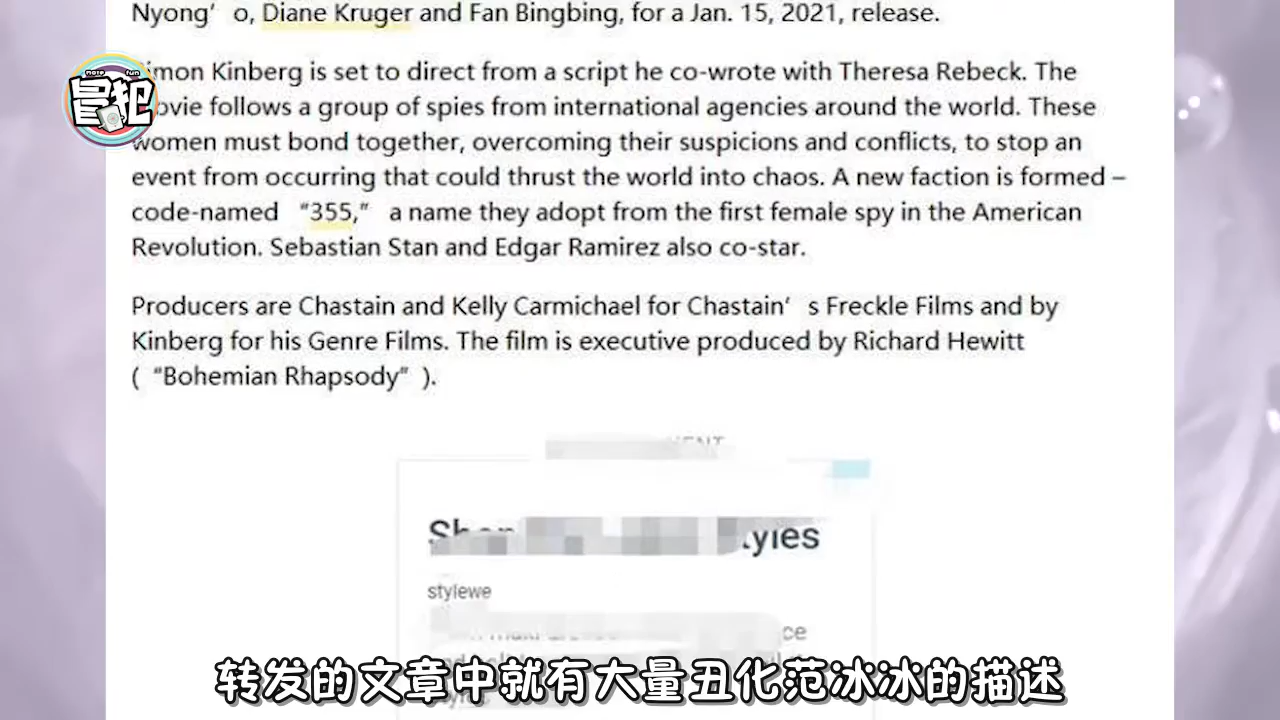 Nyong’o, Diane Kruger and Fan Bingbing, for a Jan. 15, 2021, release.
more fun
冒犯
Simon Kinberg is set to direct from a script he co-wrote with Theresa Rebeck. The
movie follows a group of spies from international agencies around the world. These
women must bond together, overcoming their suspicions and conflicts, to stop an
event from occurring that could thrust the world into chaos. A new faction is formed –
code-named “355,” a name they adopt from the first female spy in the American
Revolution. Sebastian Stan and Edgar Ramirez also co-star.
Producers are Chastain and Kelly Carmichael for Chastain’s Freckle Films and by
Kinberg for his Genre Films. The film is executive produced by Richard Hewitt
(“Bohemian Rhapsody”).
stylewe
转发的文章中就有大量丑化范冰冰的描述